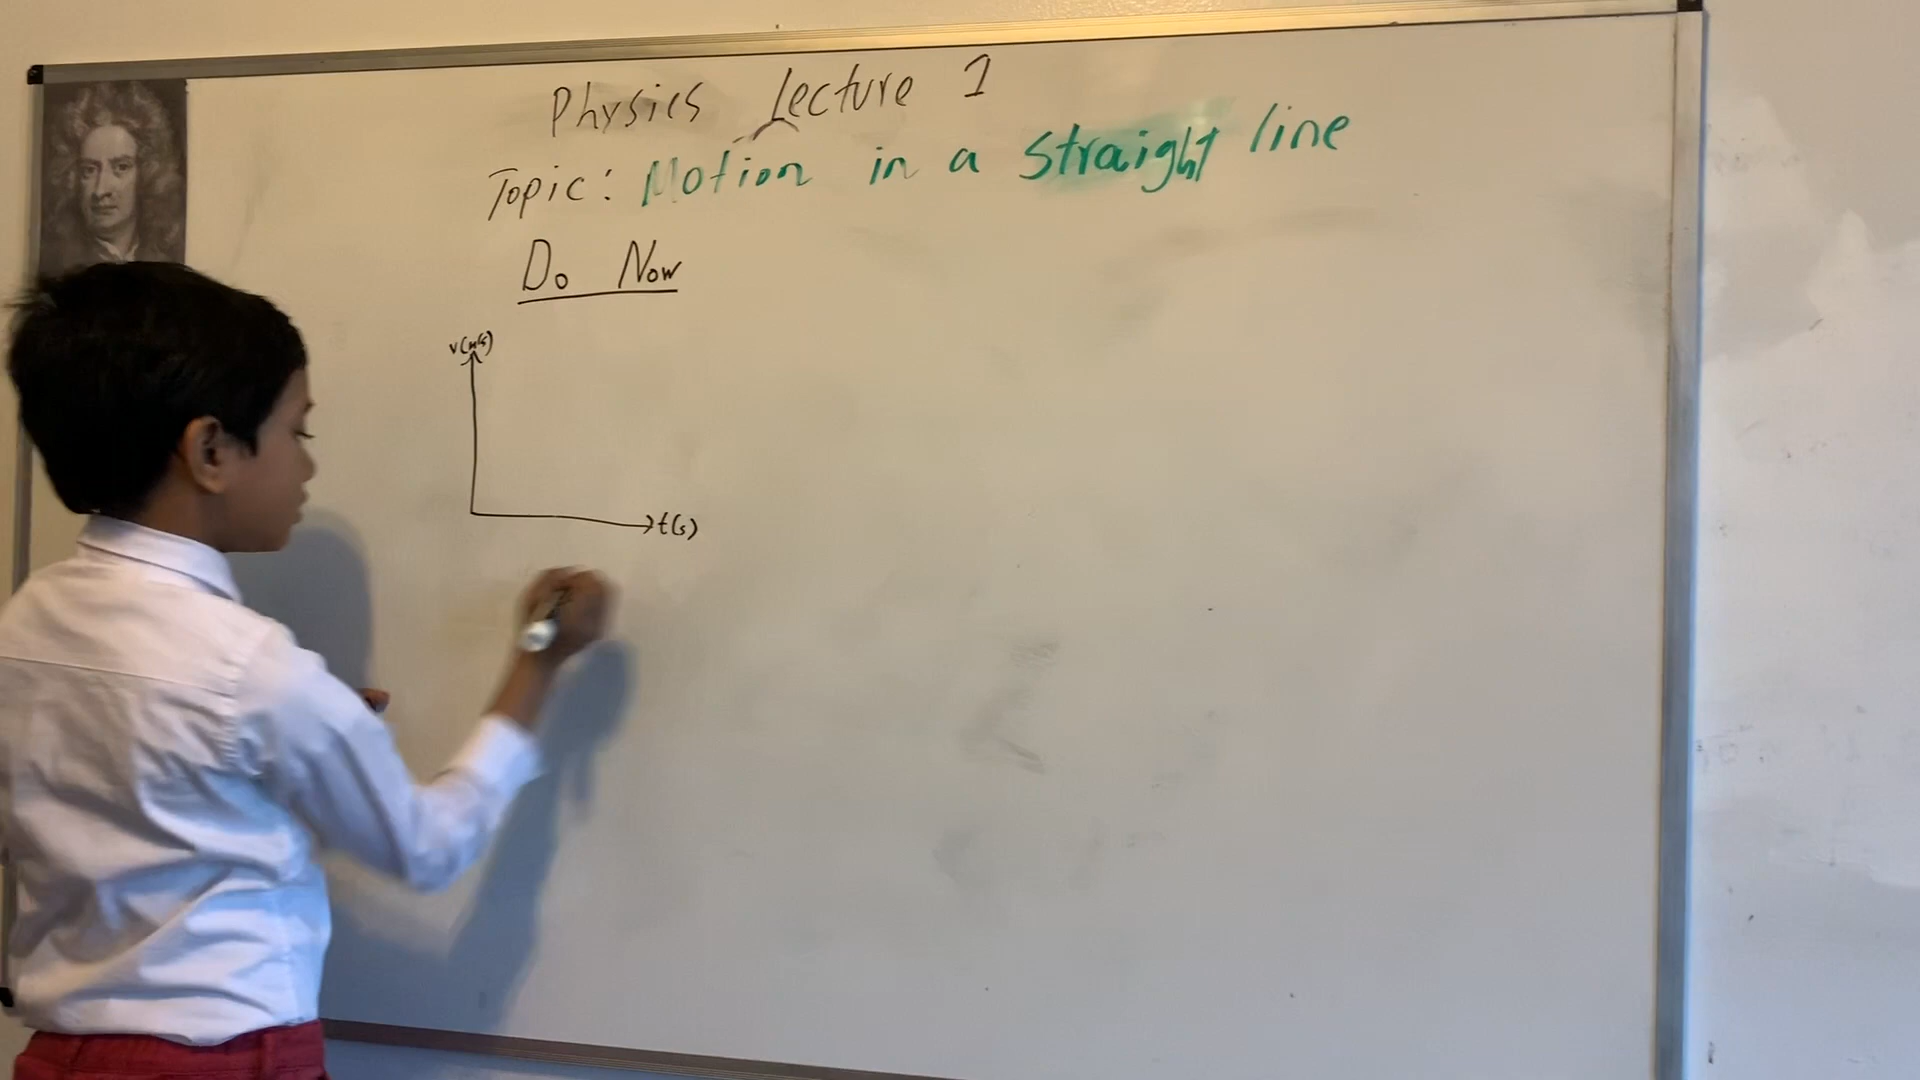 Physics Lecture 1
Topic: Motion in a straight line
Do Now
v(m/s)
t(s)